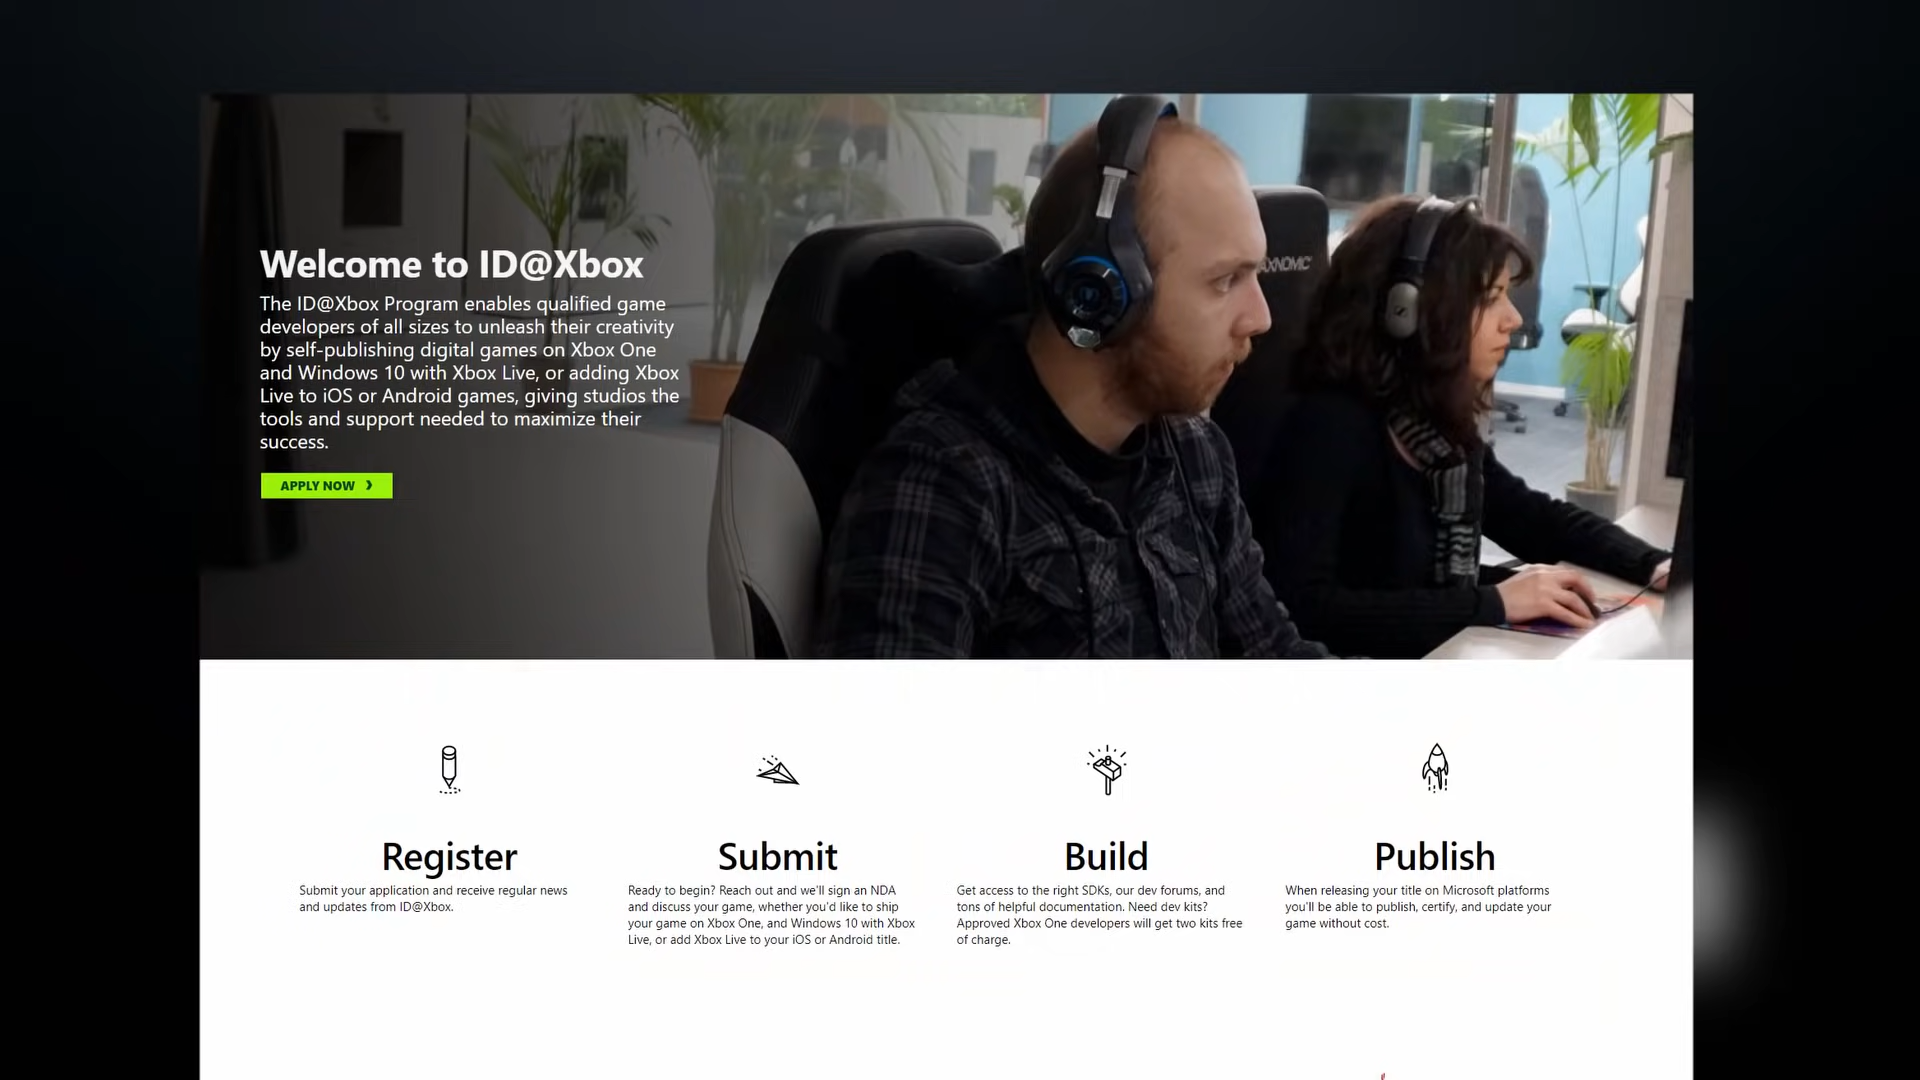 Welcome to ID@Xbox
The ID@Xbox Program enables qualified game
developers of all sizes to unleash their creativity
by self-publishing digital games on Xbox One
and Windows 10 with Xbox Live, or adding Xbox
Live to iOS or Android games, giving studios the
tools and support needed to maximize their
success.
APPLY NOW
Register
Submit your application and receive regular news
and updates from ID@Xbox.
Submit
Ready to begin? Reach out and we'll sign an NDA
and discuss your game, whether you'd like to ship
your game on Xbox One, and Windows 10 with Xbox
Live, or add Xbox Live to your iOS or Android title.
Build
Get access to the right SDKs, our dev forums, and
tons of helpful documentation. Need dev kits?
Approved Xbox One developers will get two kits free
of charge.
Publish
When releasing your title on Microsoft platforms
you'll be able to publish, certify, and update your
game without cost.